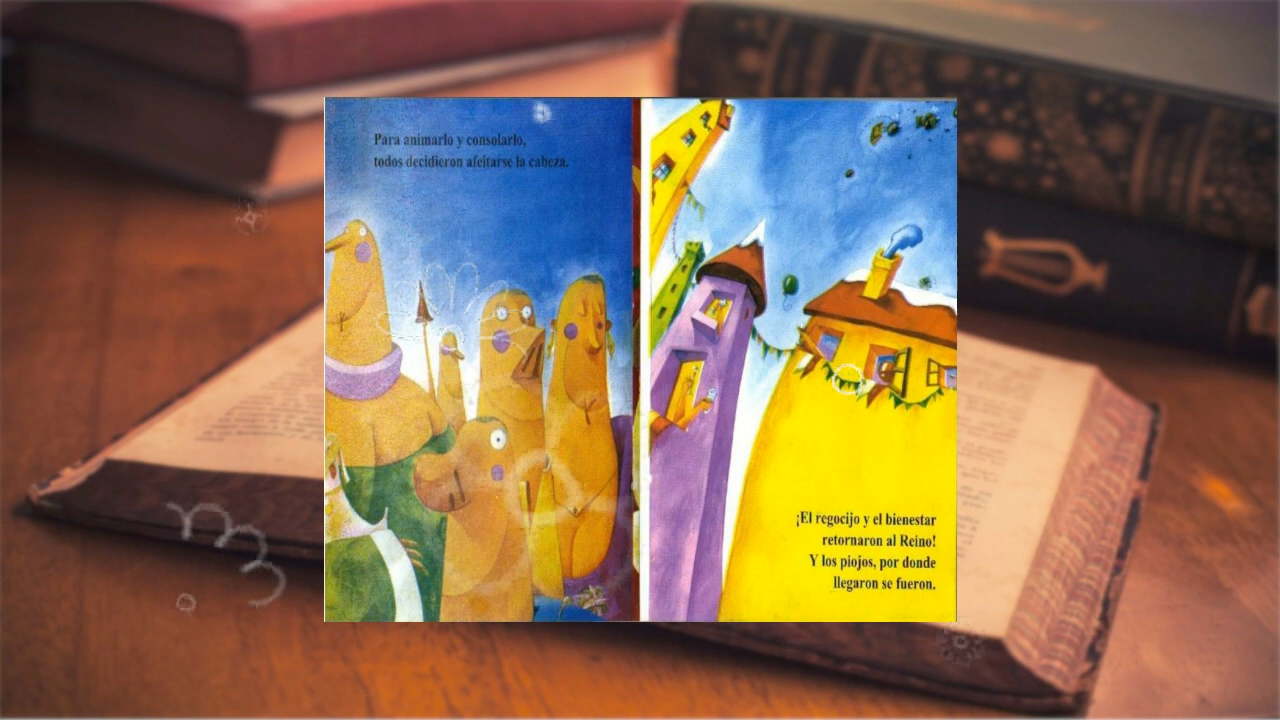 Para animarlo y consolarlo,
todos decidieron afeitarse la cabeza.
¡El regocijo y el bienestar
retornaron al Reino!
Y los piojos, por donde
llegaron se fueron.